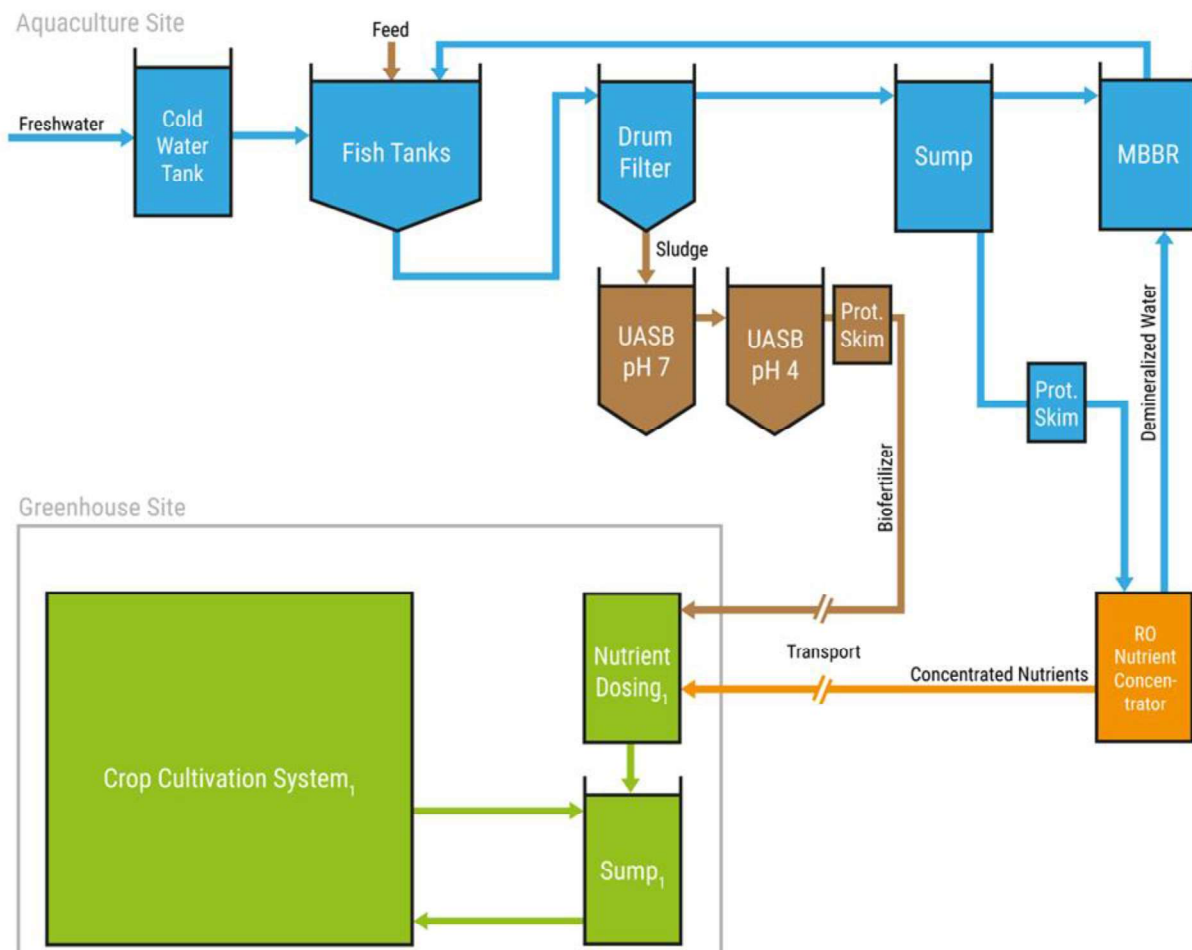 Aquaculture Site
Feed
Freshwater
Cold
Water
Tank
Fish Tanks
Drum
Filter
Sump
MBBR
Sludge
UASB
pH 7
UASB
pH 4
Prot.
Skim
Prot.
Skim
Demineralized Water
Biofertilizer
Greenhouse Site
Nutrient
Dosing₁
Transport
Concentrated Nutrients
RO
Nutrient
Concen-
trator
Crop Cultivation System₁
Sump₁